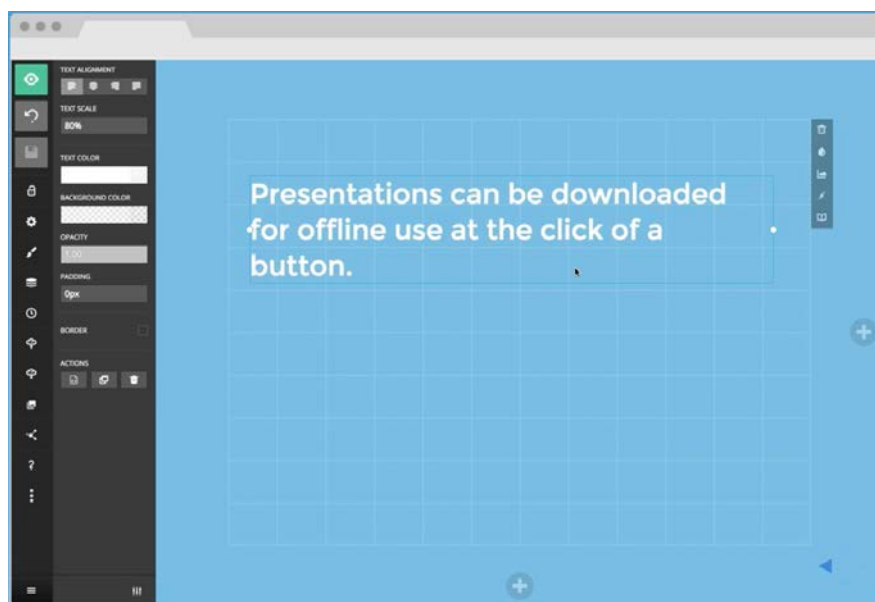 TEXT ALIGNMENT
TEXT SCALE
80%
TEXT COLOR
BACKGROUND COLOR
OPACITY
1.00
PADDING
0px
BORDER
ACTIONS
Presentations can be downloaded
for offline use at the click of a
button.